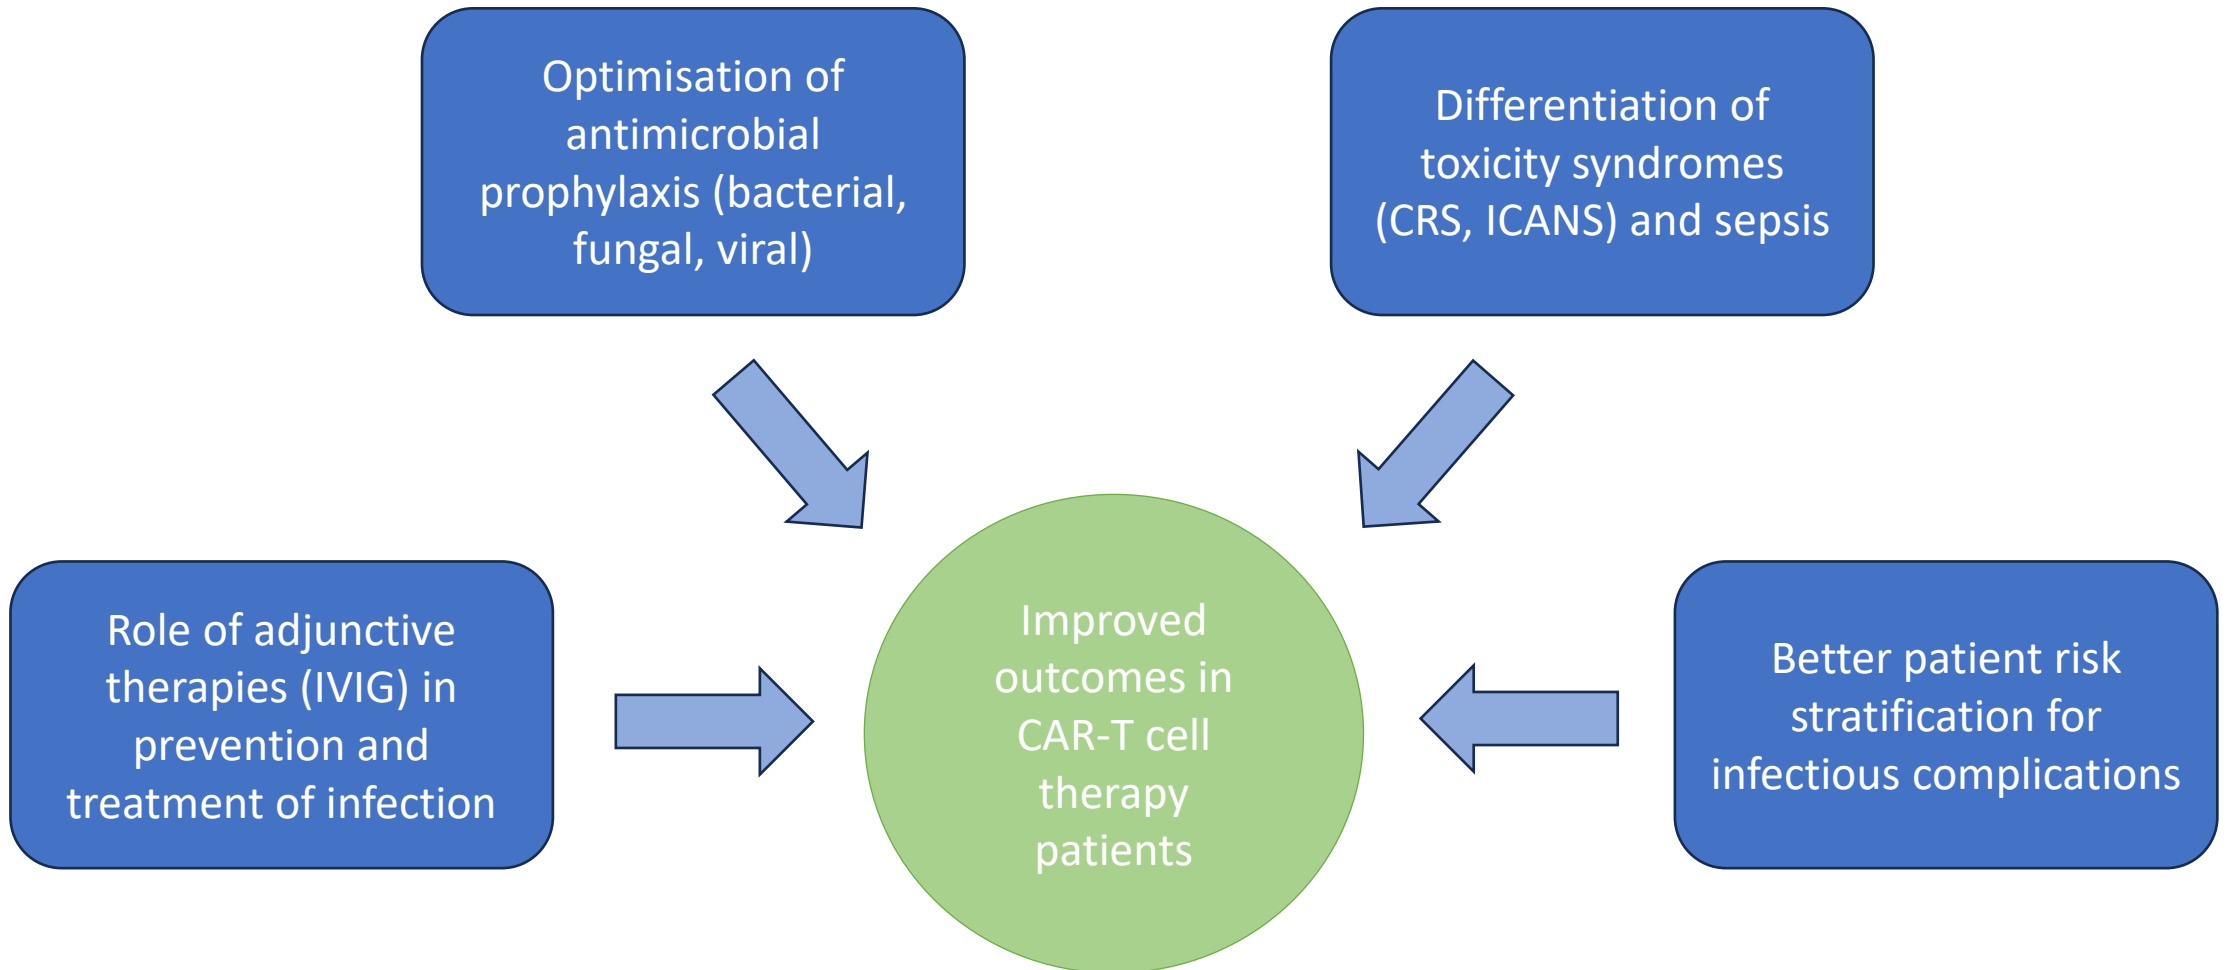 Optimisation of
antimicrobial
prophylaxis (bacterial,
fungal, viral)
Differentiation of
toxicity syndromes
(CRS, ICANS) and sepsis
Role of adjunctive
therapies (IVIG) in
prevention and
treatment of infection
Improved
outcomes in
CAR-T cell
therapy
patients
Better patient risk
stratification for
infectious complications